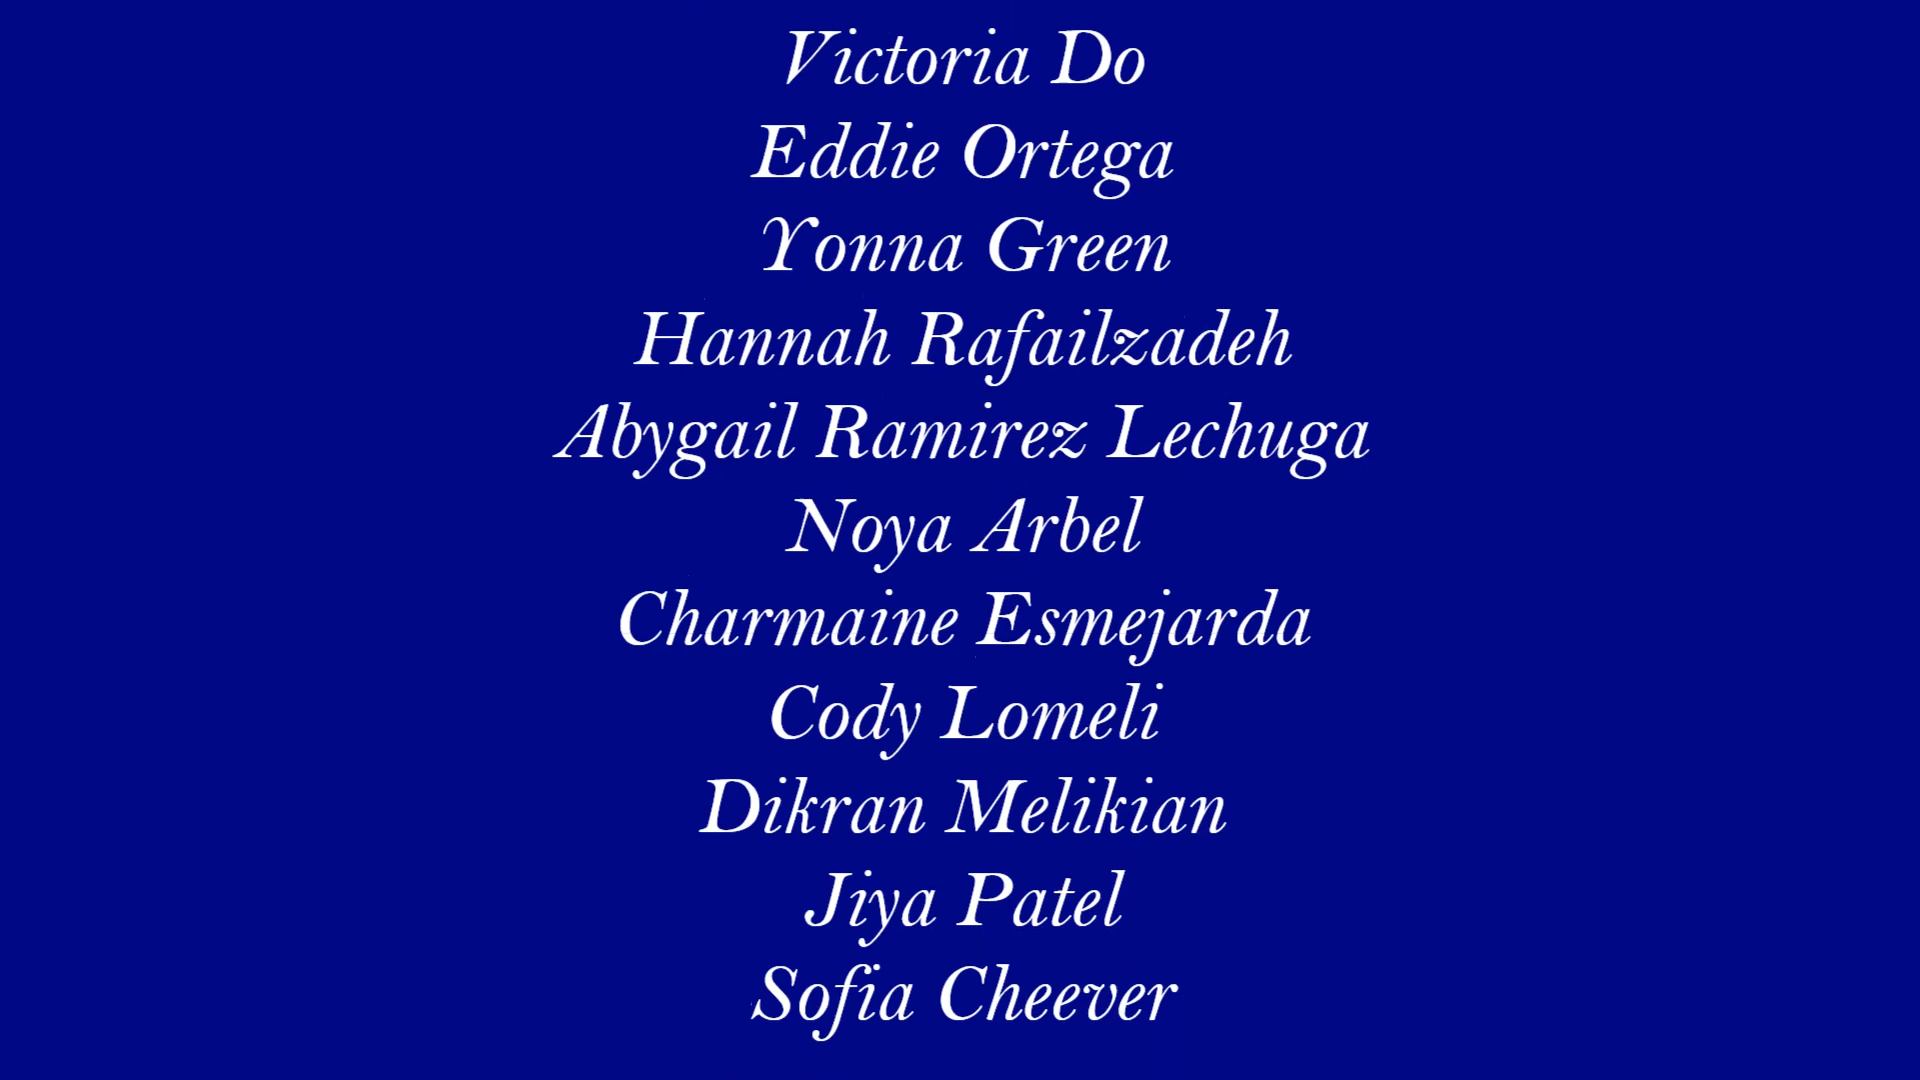 Victoria Do
Eddie Ortega
Yonna Green
Hannah Rafailzadeh
Abygail Ramirez Lechuga
Noya Arbel
Charmaine Esmejarda
Cody Lomeli
Dikran Melikian
Jiya Patel
Sofia Cheever